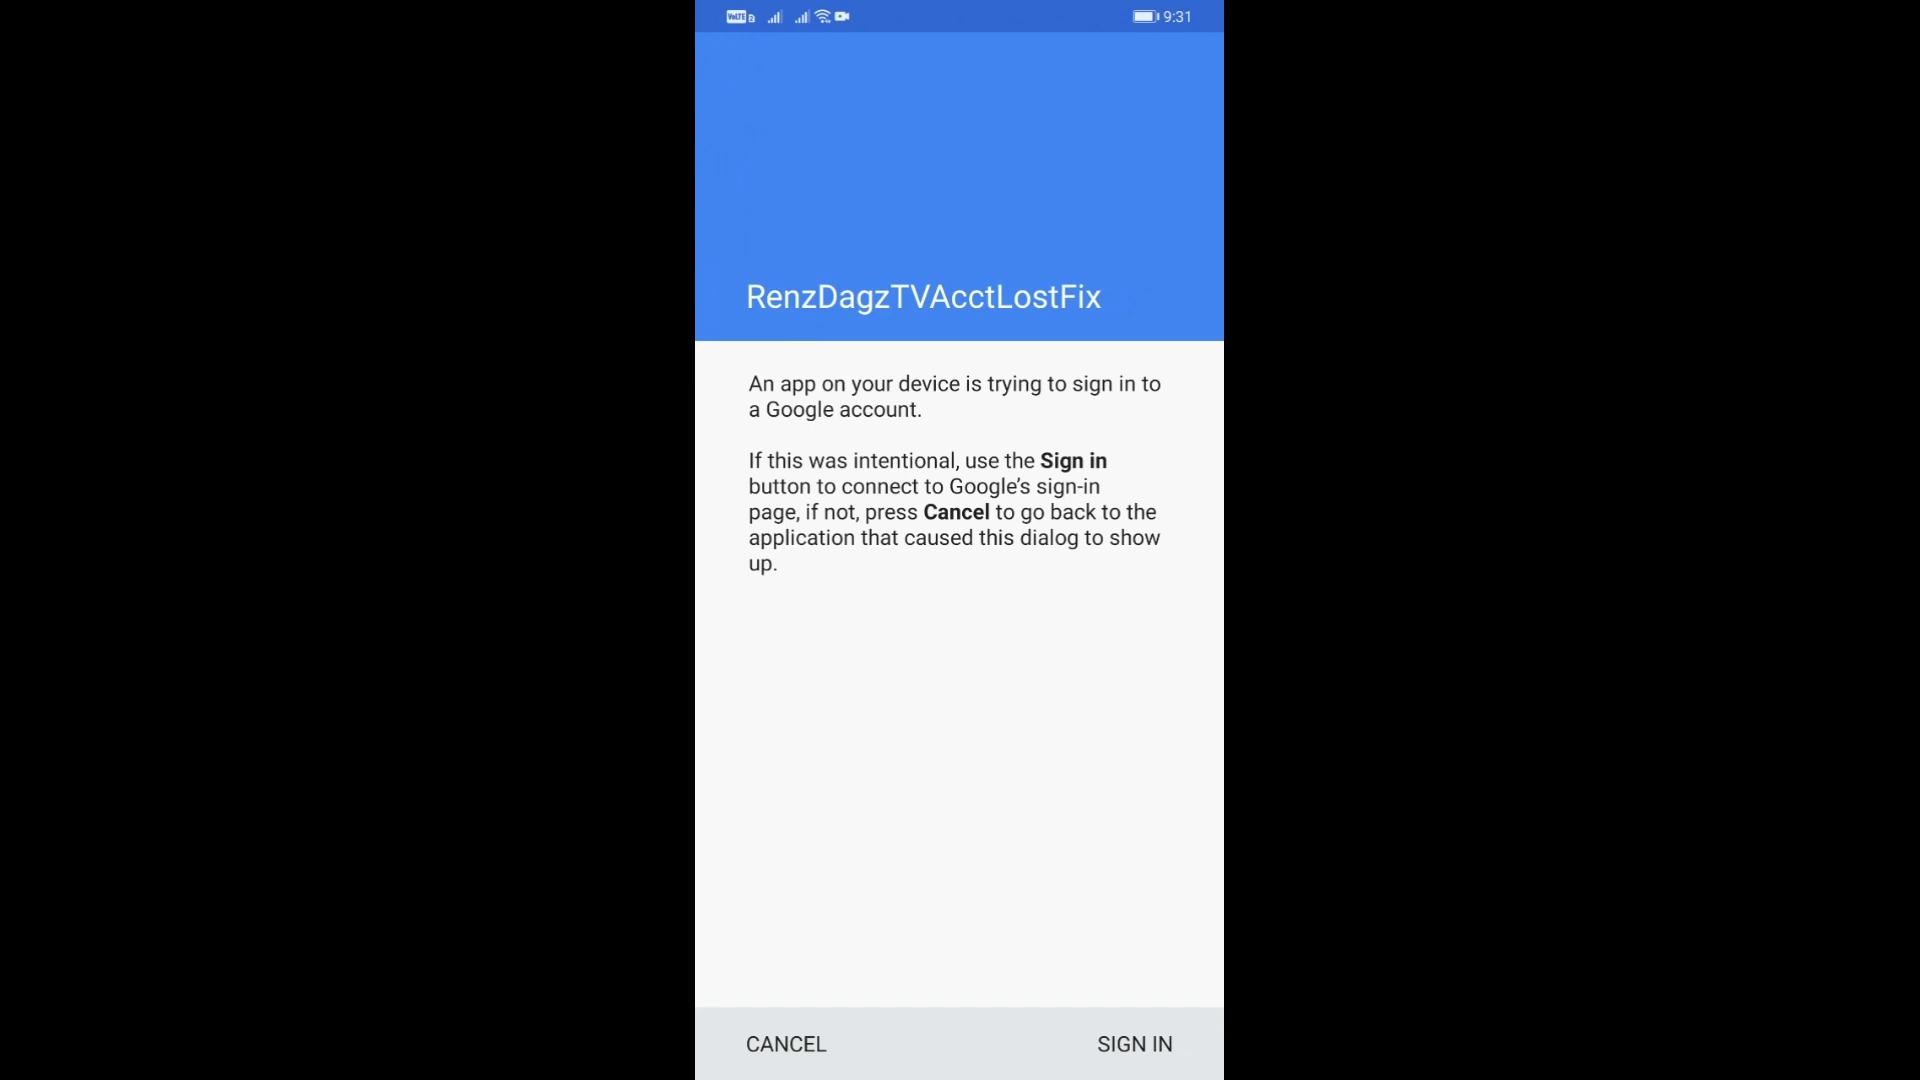 VoLTE 2 9:31
RenzDagzTVAcctLostFix
An app on your device is trying to sign in to
a Google account.
If this was intentional, use the Sign in
button to connect to Google’s sign-in
page, if not, press Cancel to go back to the
application that caused this dialog to show
up.
CANCEL SIGN IN